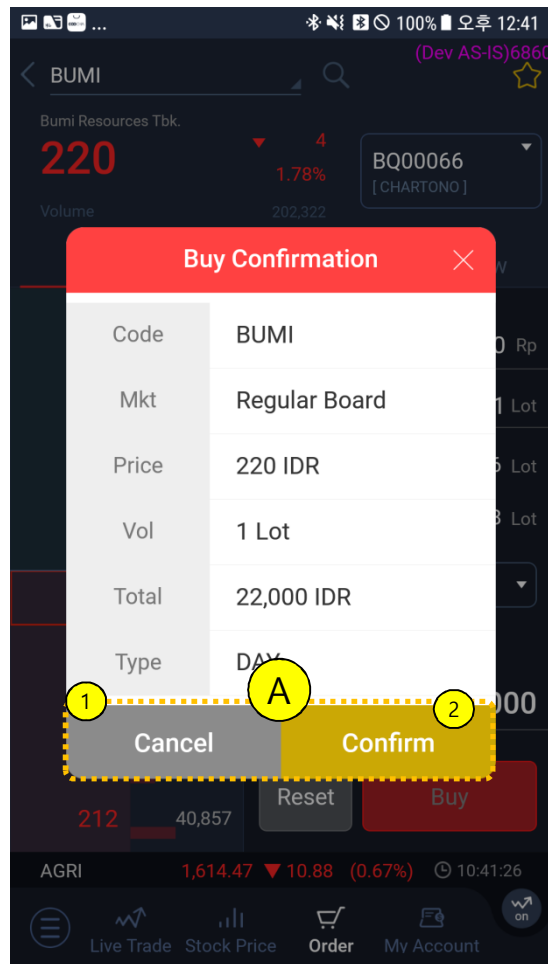 ... 100% 오후 12:41
(Dev AS-IS)6860
BUMI
Bumi Resources Tbk.
220
▼ 4
1.78%
BQ00066
[ CHARTONO ]
Volume 202,322
Buy Confirmation
W
Code BUMI
0 Rp
Mkt Regular Board
1 Lot
Price 220 IDR
Lot
Vol 1 Lot
Lot
Total 22,000 IDR
Type DAY
A
1
2
000
Cancel Confirm
Reset Buy
212 40,857
AGRI 1,614.47 ▼ 10.88 (0.67%) 10:41:26
on
Live Trade Stock Price Order My Account